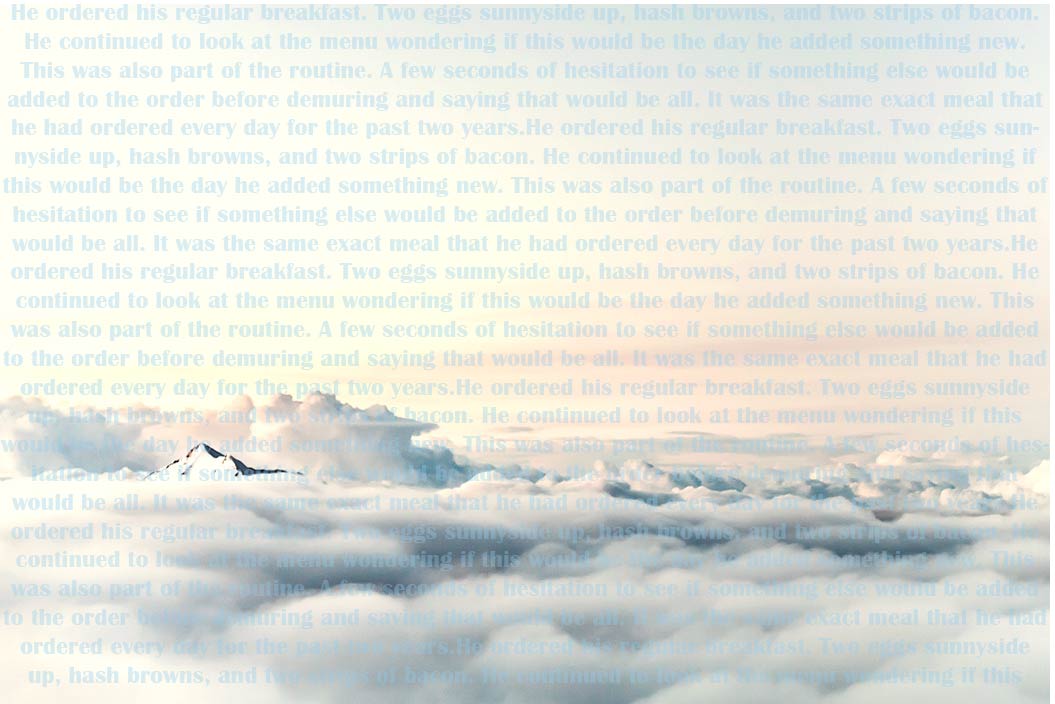 He ordered his regular breakfast. Two eggs sunnyside up, hash browns, and two strips of bacon.
He continued to look at the menu wondering if this would be the day he added something new.
This was also part of the routine. A few seconds of hesitation to see if something else would be
added to the order before demuring and saying that would be all. It was the same exact meal that
he had ordered every day for the past two years.He ordered his regular breakfast. Two eggs sun-
nyside up, hash browns, and two strips of bacon. He continued to look at the menu wondering if
this would be the day he added something new. This was also part of the routine. A few seconds of
hesitation to see if something else would be added to the order before demuring and saying that
would be all. It was the same exact meal that he had ordered every day for the past two years.He
ordered his regular breakfast. Two eggs sunnyside up, hash browns, and two strips of bacon. He
continued to look at the menu wondering if this would be the day he added something new. This
was also part of the routine. A few seconds of hesitation to see if something else would be added
to the order before demuring and saying that would be all. It was the same exact meal that he had
ordered every day for the past two years.He ordered his regular breakfast. Two eggs sunnyside
up, hash browns, and two strips of bacon. He continued to look at the menu wondering if this
would be the day he added something new. This was also part of the routine. A few seconds of hes-
itation to see if something else would be added to the order before demuring and saying that
would be all. It was the same exact meal that he had ordered every day for the past two years.He
ordered his regular breakfast. Two eggs sunnyside up, hash browns, and two strips of bacon. He
continued to look at the menu wondering if this would be the day he added something new. This
was also part of the routine. A few seconds of hesitation to see if something else would be added
to the order before demuring and saying that would be all. It was the same exact meal that he had
ordered every day for the past two years.He ordered his regular breakfast. Two eggs sunnyside
up, hash browns, and two strips of bacon. He continued to look at the menu wondering if this